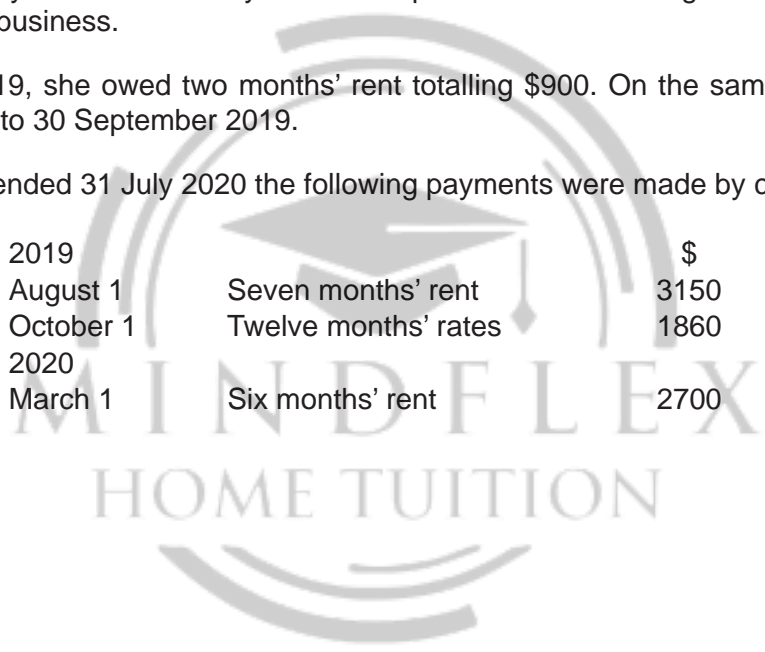 business.
19, she owed two months’ rent totalling $900. On the sam
to 30 September 2019.
ended 31 July 2020 the following payments were made by c
2019 $
August 1 Seven months’ rent 3150
October 1 Twelve months’ rates 1860
2020
March 1 Six months’ rent 2700
MINDFLEX
HOME TUITION